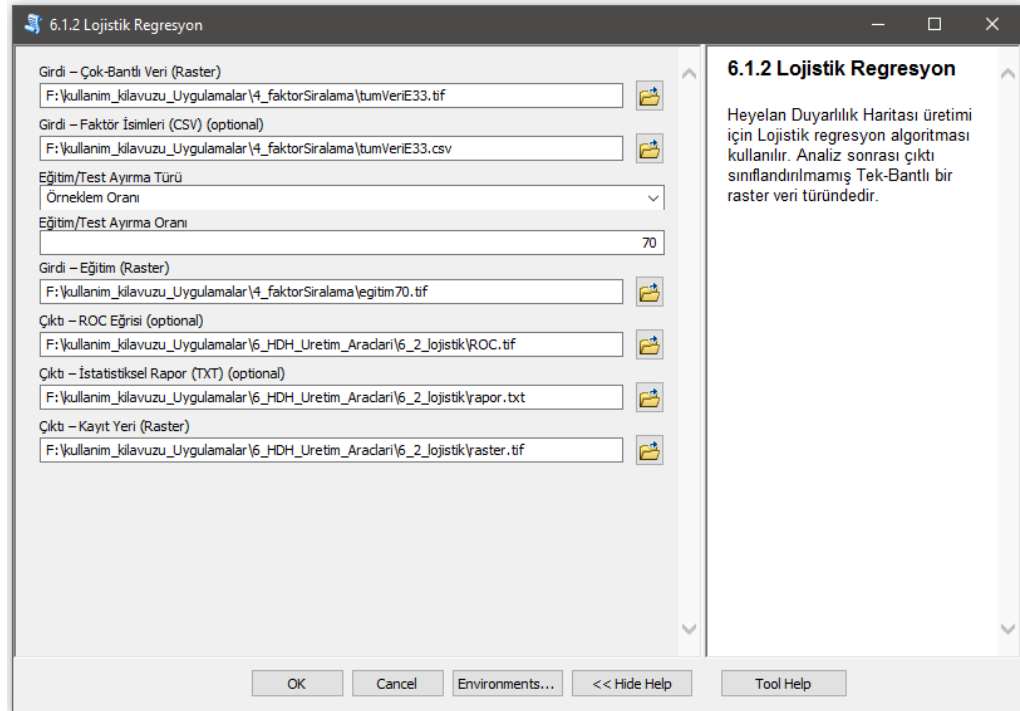 6.1.2 Lojistik Regresyon
Girdi – Çok-Bantlı Veri (Raster)
F:\kullanim_kilavuzu_Uygulamalar\4_faktorSiralama\tumVeriE33.tif
Girdi – Faktör İsimleri (CSV) (optional)
F:\kullanim_kilavuzu_Uygulamalar\4_faktorSiralama\tumVeriE33.csv
Eğitim/Test Ayırma Türü
Örneklem Oranı
Eğitim/Test Ayırma Oranı
70
Girdi – Eğitim (Raster)
F:\kullanim_kilavuzu_Uygulamalar\4_faktorSiralama\egitim70.tif
Çıktı – ROC Eğrisi (optional)
F:\kullanim_kilavuzu_Uygulamalar\6_HDH_Uretim_Araclari\6_2_lojistik\ROC.tif
Çıktı – İstatistiksel Rapor (TXT) (optional)
F:\kullanim_kilavuzu_Uygulamalar\6_HDH_Uretim_Araclari\6_2_lojistik\rapor.txt
Çıktı – Kayıt Yeri (Raster)
F:\kullanim_kilavuzu_Uygulamalar\6_HDH_Uretim_Araclari\6_2_lojistik\raster.tif
6.1.2 Lojistik Regresyon
Heyelan Duyarlılık Haritası üretimi
için Lojistik regresyon algoritması
kullanılır. Analiz sonrası çıktı
sınıflandırılmamış Tek-Bantlı bir
raster veri türündedir.
OK
Cancel
Environments...
<< Hide Help
Tool Help